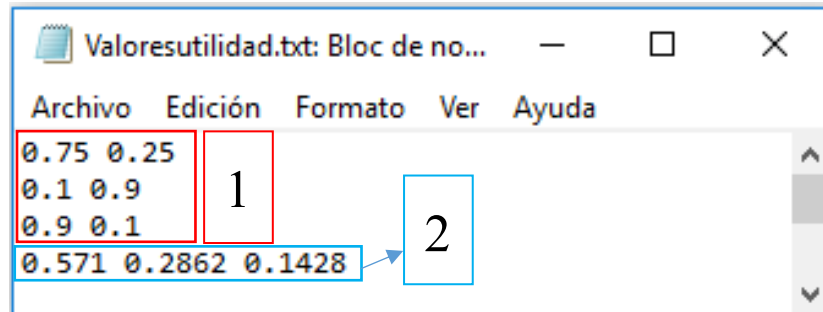 Valoresutilidad.txt: Bloc de no...
Archivo Edición Formato Ver Ayuda
0.75 0.25
0.1 0.9
0.9 0.1
1
0.571 0.2862 0.1428
2